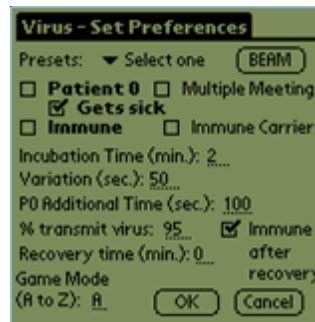 Virus - Set Preferences
Presets: Select one BEAM
Patient 0 Multiple Meeting
Gets sick
Immune Immune Carrier
Incubation Time (min.): 2
Variation (sec.): 50
P0 Additional Time (sec.): 100
% transmit virus: 95 Immune
Recovery time (min.): 0 after
Game Mode recovery
(A to Z): A OK Cancel